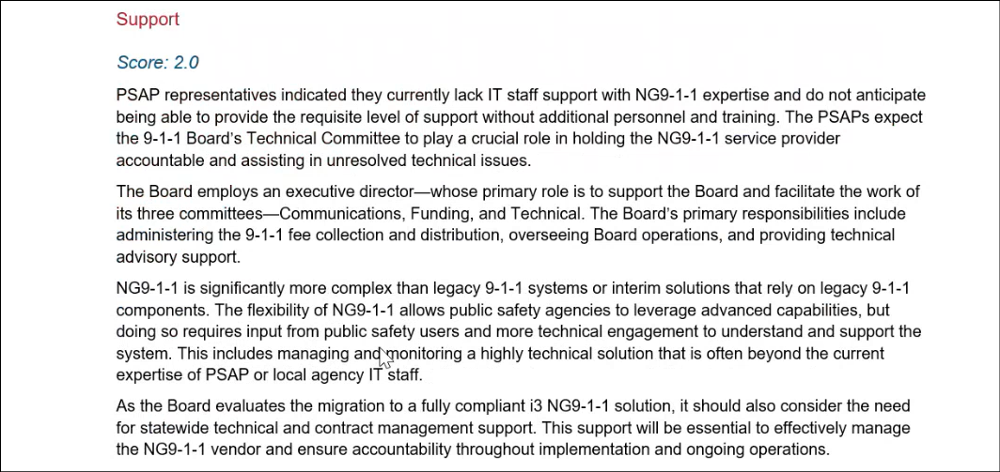 Support
Score: 2.0
PSAP representatives indicated they currently lack IT staff support with NG9-1-1 expertise and do not anticipate
being able to provide the requisite level of support without additional personnel and training. The PSAPs expect
the 9-1-1 Board’s Technical Committee to play a crucial role in holding the NG9-1-1 service provider
accountable and assisting in unresolved technical issues.
The Board employs an executive director—whose primary role is to support the Board and facilitate the work of
its three committees—Communications, Funding, and Technical. The Board’s primary responsibilities include
administering the 9-1-1 fee collection and distribution, overseeing Board operations, and providing technical
advisory support.
NG9-1-1 is significantly more complex than legacy 9-1-1 systems or interim solutions that rely on legacy 9-1-1
components. The flexibility of NG9-1-1 allows public safety agencies to leverage advanced capabilities, but
doing so requires input from public safety users and more technical engagement to understand and support the
system. This includes managing and monitoring a highly technical solution that is often beyond the current
expertise of PSAP or local agency IT staff.
As the Board evaluates the migration to a fully compliant i3 NG9-1-1 solution, it should also consider the need
for statewide technical and contract management support. This support will be essential to effectively manage
the NG9-1-1 vendor and ensure accountability throughout implementation and ongoing operations.